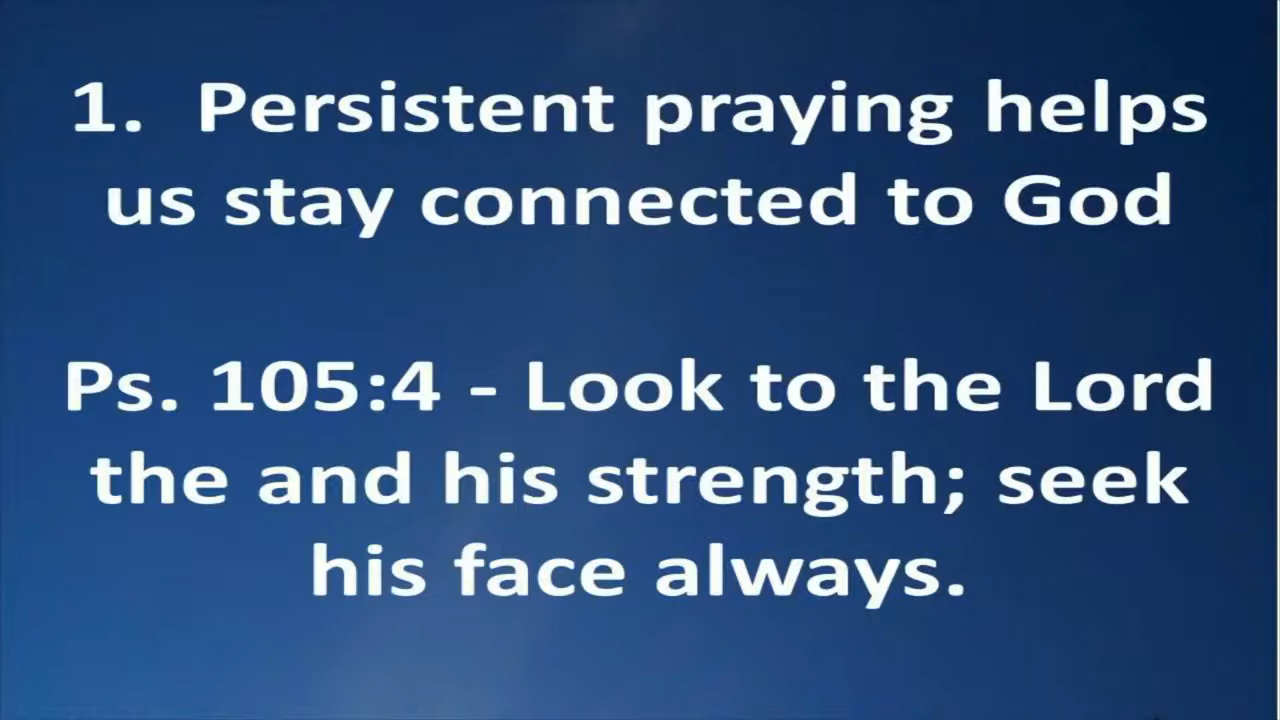 1. Persistent praying helps
us stay connected to God
Ps. 105:4 - Look to the Lord
the and his strength; seek
his face always.